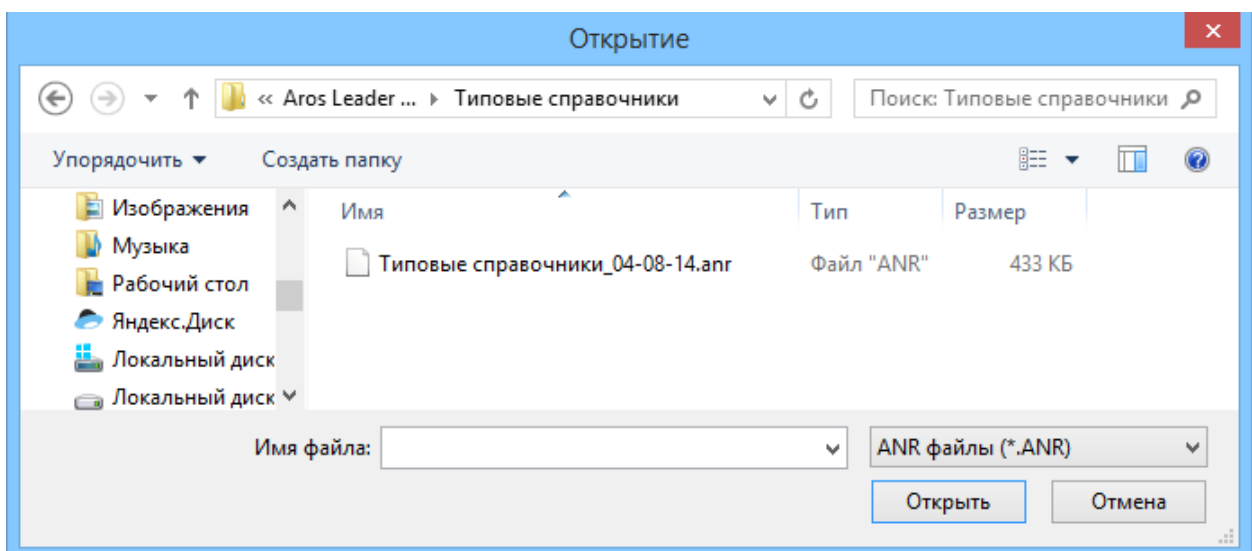 Открытие
« Aros Leader ... Типовые справочники
Поиск: Типовые справочники
Упорядочить Создать папку
Изображения
Музыка
Рабочий стол
Яндекс.Диск
Локальный диск
Локальный диск
Имя Тип Размер
Типовые справочники_04-08-14.anr Файл "ANR" 433 КБ
Имя файла: ANR файлы (*.ANR)
Открыть Отмена